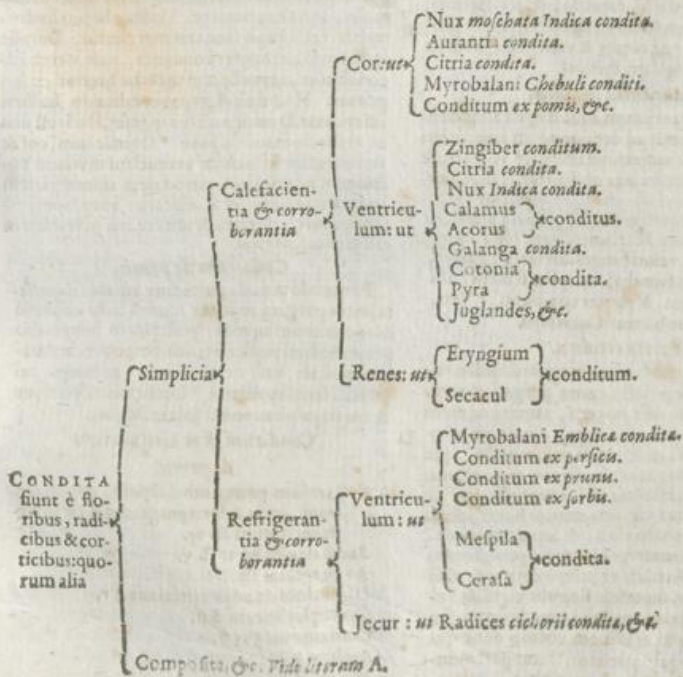 CONDITA
fiunt è flo-
ribus, radi-
cibus & cor-
ticibus: quo-
rum alia
Simplicia
Calefacien-
tia & corro-
borantia
Cor: ut
Nux moſchata Indica condita.
Aurantia condita.
Citria condita.
Myrobalani Chebuli conditi.
Conditum ex pomis, &c.
Ventricu-
lum: ut
Zingiber conditum.
Citria condita.
Nux Indica condita.
Calamus
Acorus
conditus.
Galanga condita.
Cotonia
Pyra
condita.
Juglandes, &c.
Renes: ut
Eryngium
Secacul
conditum.
Refrigeran-
tia & corro-
borantia
Ventricu-
lum: ut
Myrobalani Emblicæ condita.
Conditum ex perſicis.
Conditum ex prunis.
Conditum ex ſorbis.
Meſpila
Ceraſa
condita.
Jecur: ut Radices cichorii condita, &c.
Compoſita, &c. Vide literam A.